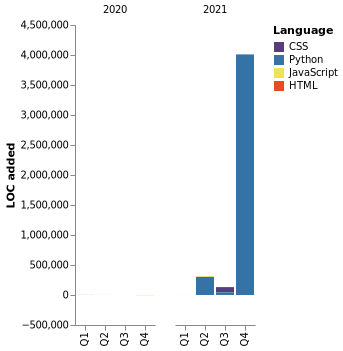 2020 2021
Language
CSS
Python
JavaScript
HTML
LOC added
4,500,000
4,000,000
3,500,000
3,000,000
2,500,000
2,000,000
1,500,000
1,000,000
500,000
0
−500,000
Q1 Q2 Q3 Q4 Q1 Q2 Q3 Q4